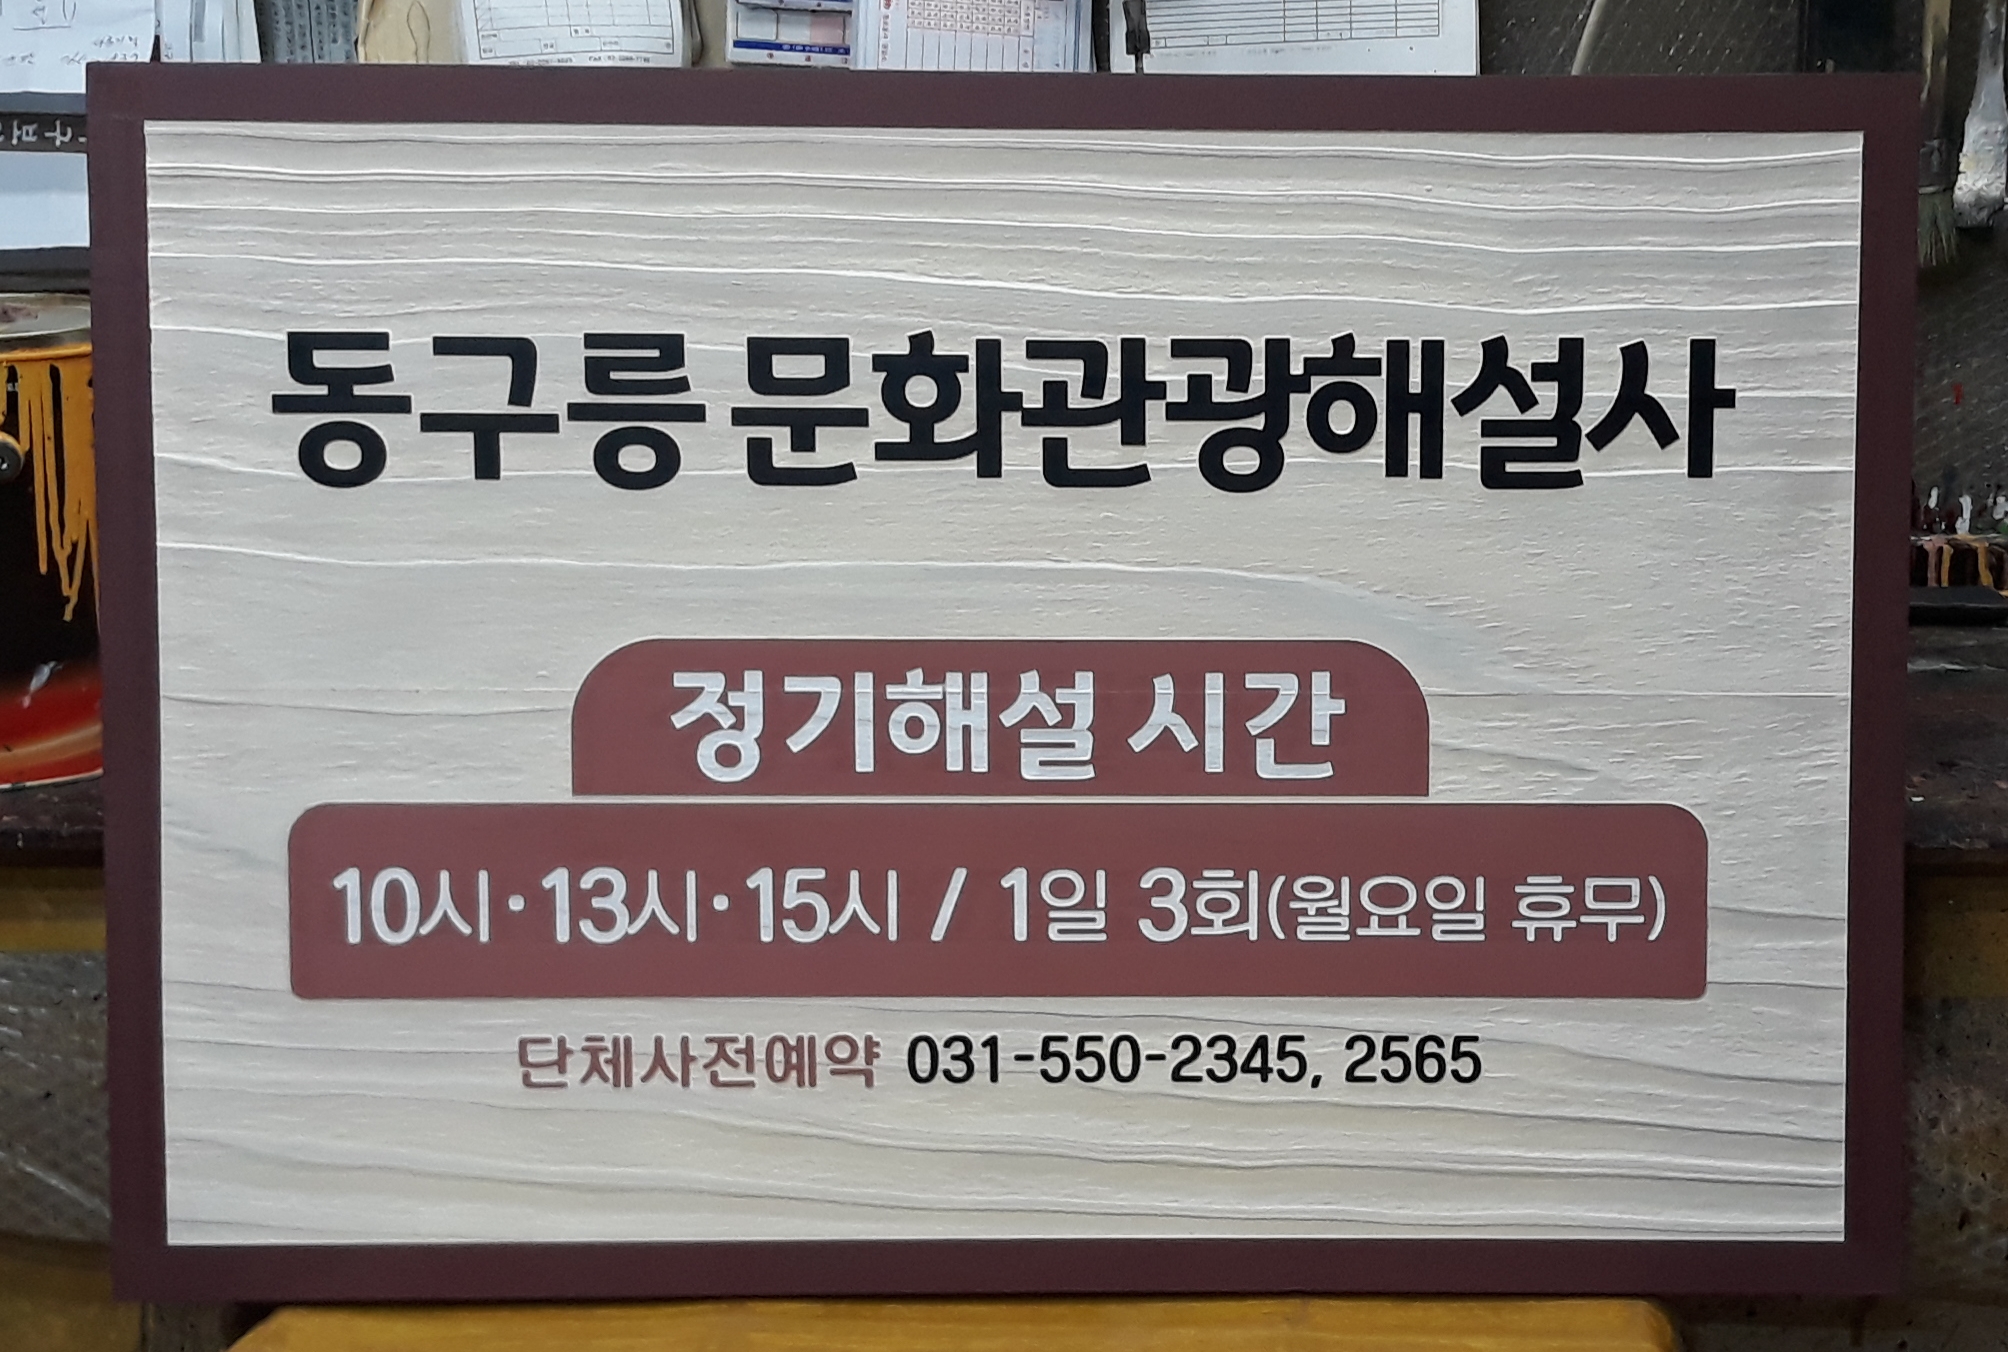 동구릉 문화관광해설사
정기해설 시간
10시·13시·15시 / 1일 3회(월요일 휴무)
단체사전예약 031-550-2345, 2565